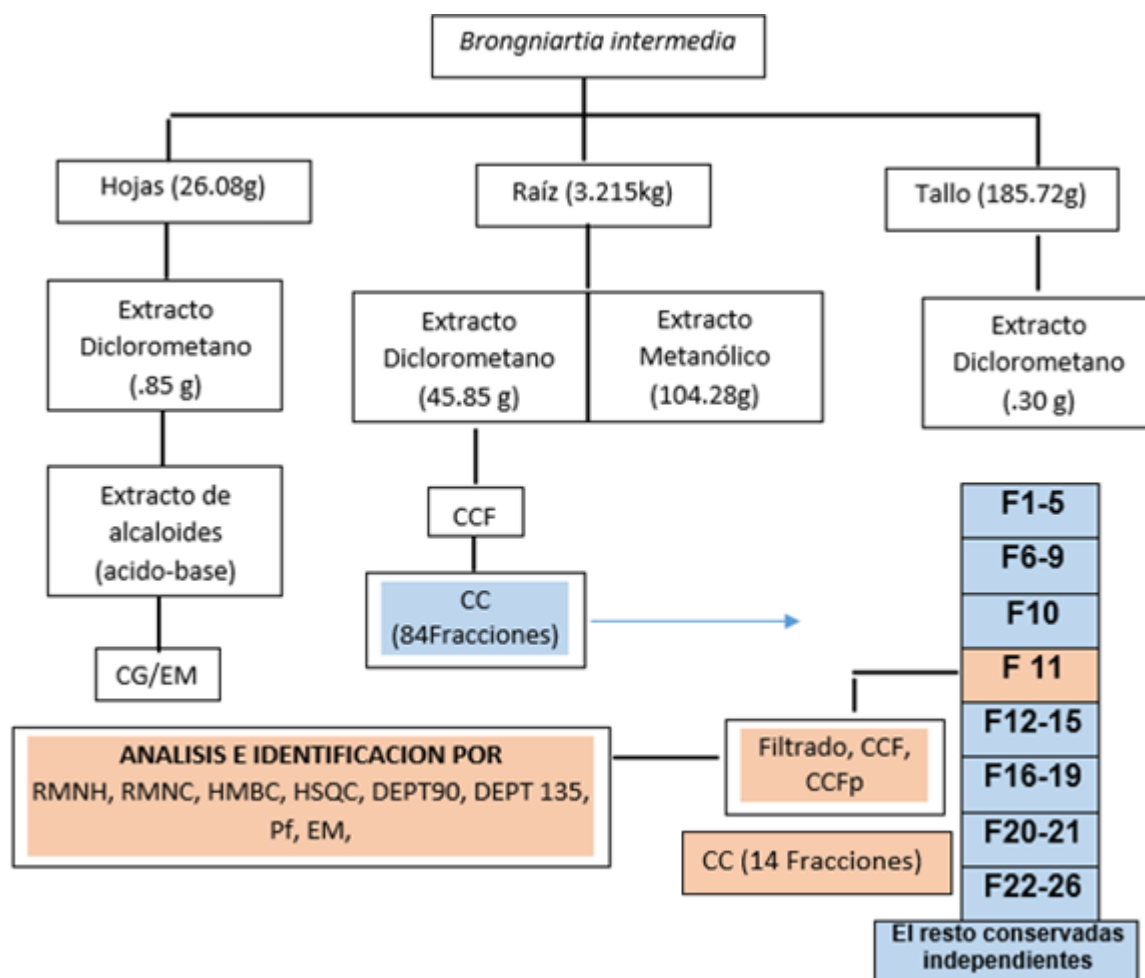 Brongniartia intermedia
Hojas (26.08g)
Raíz (3.215kg)
Tallo (185.72g)
Extracto
Diclorometano
(.85 g)
Extracto
Diclorometano
(45.85 g)
Extracto
Metanólico
(104.28g)
Extracto
Diclorometano
(.30 g)
Extracto de
alcaloides
(acido-base)
CCF
CC
(84Fracciones)
CG/EM
F1-5
F6-9
F10
F 11
F12-15
F16-19
F20-21
F22-26
El resto conservadas
independientes
Filtrado, CCF,
CCFp
CC (14 Fracciones)
ANALISIS E IDENTIFICACION POR
RMNH, RMNC, HMBC, HSQC, DEPT90, DEPT 135,
Pf, EM,